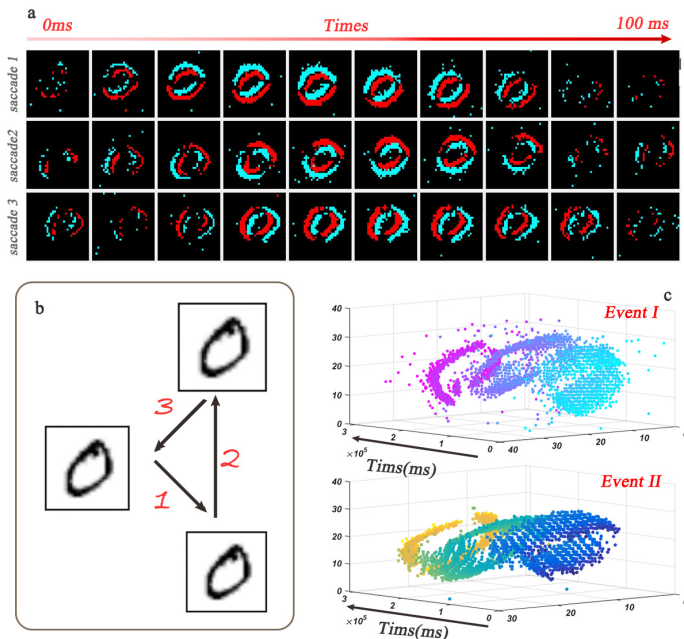 a
0ms Times 100 ms
saccade 1
saccade2
saccade 3
b
3
2
1
c
Event I
40
30
20
10
0
3 2 1 0
×10⁵
40 30 20 10 0
Tims(ms)
Event II
40
30
20
10
0
3 2 1 0
×10⁵
30 20 10 0
Tims(ms)